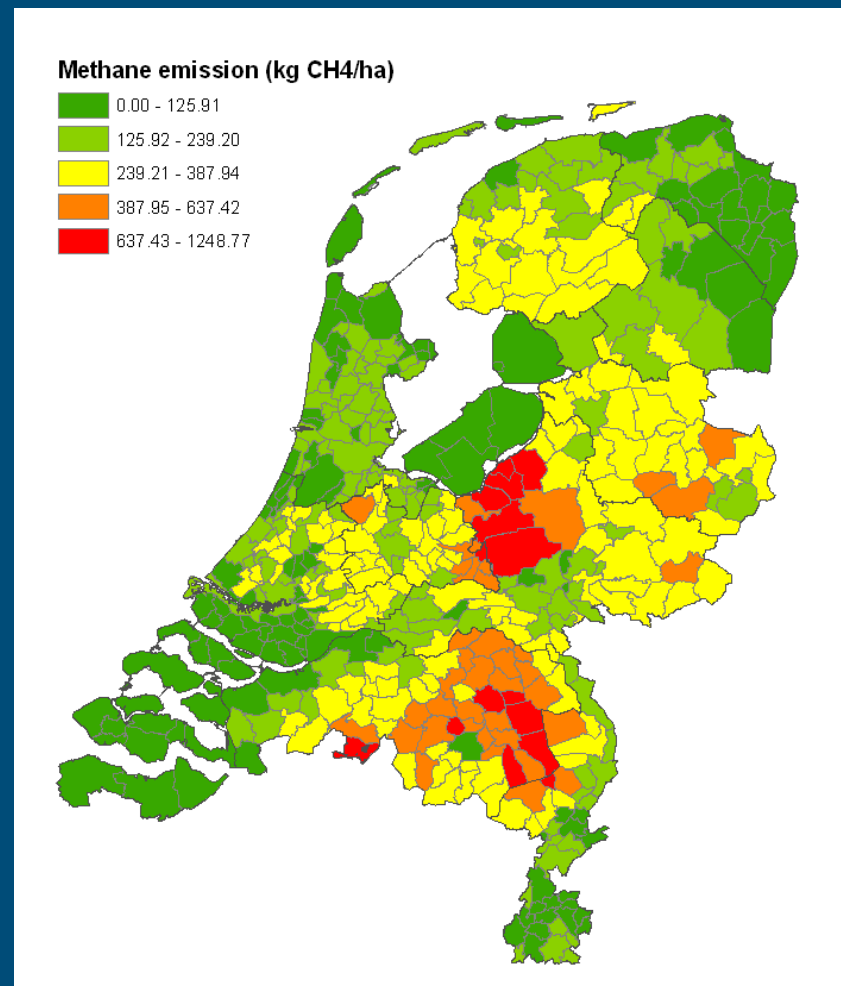 Methane emission (kg CH4/ha)
0.00 - 125.91
125.92 - 239.20
239.21 - 387.94
387.95 - 637.42
637.43 - 1248.77